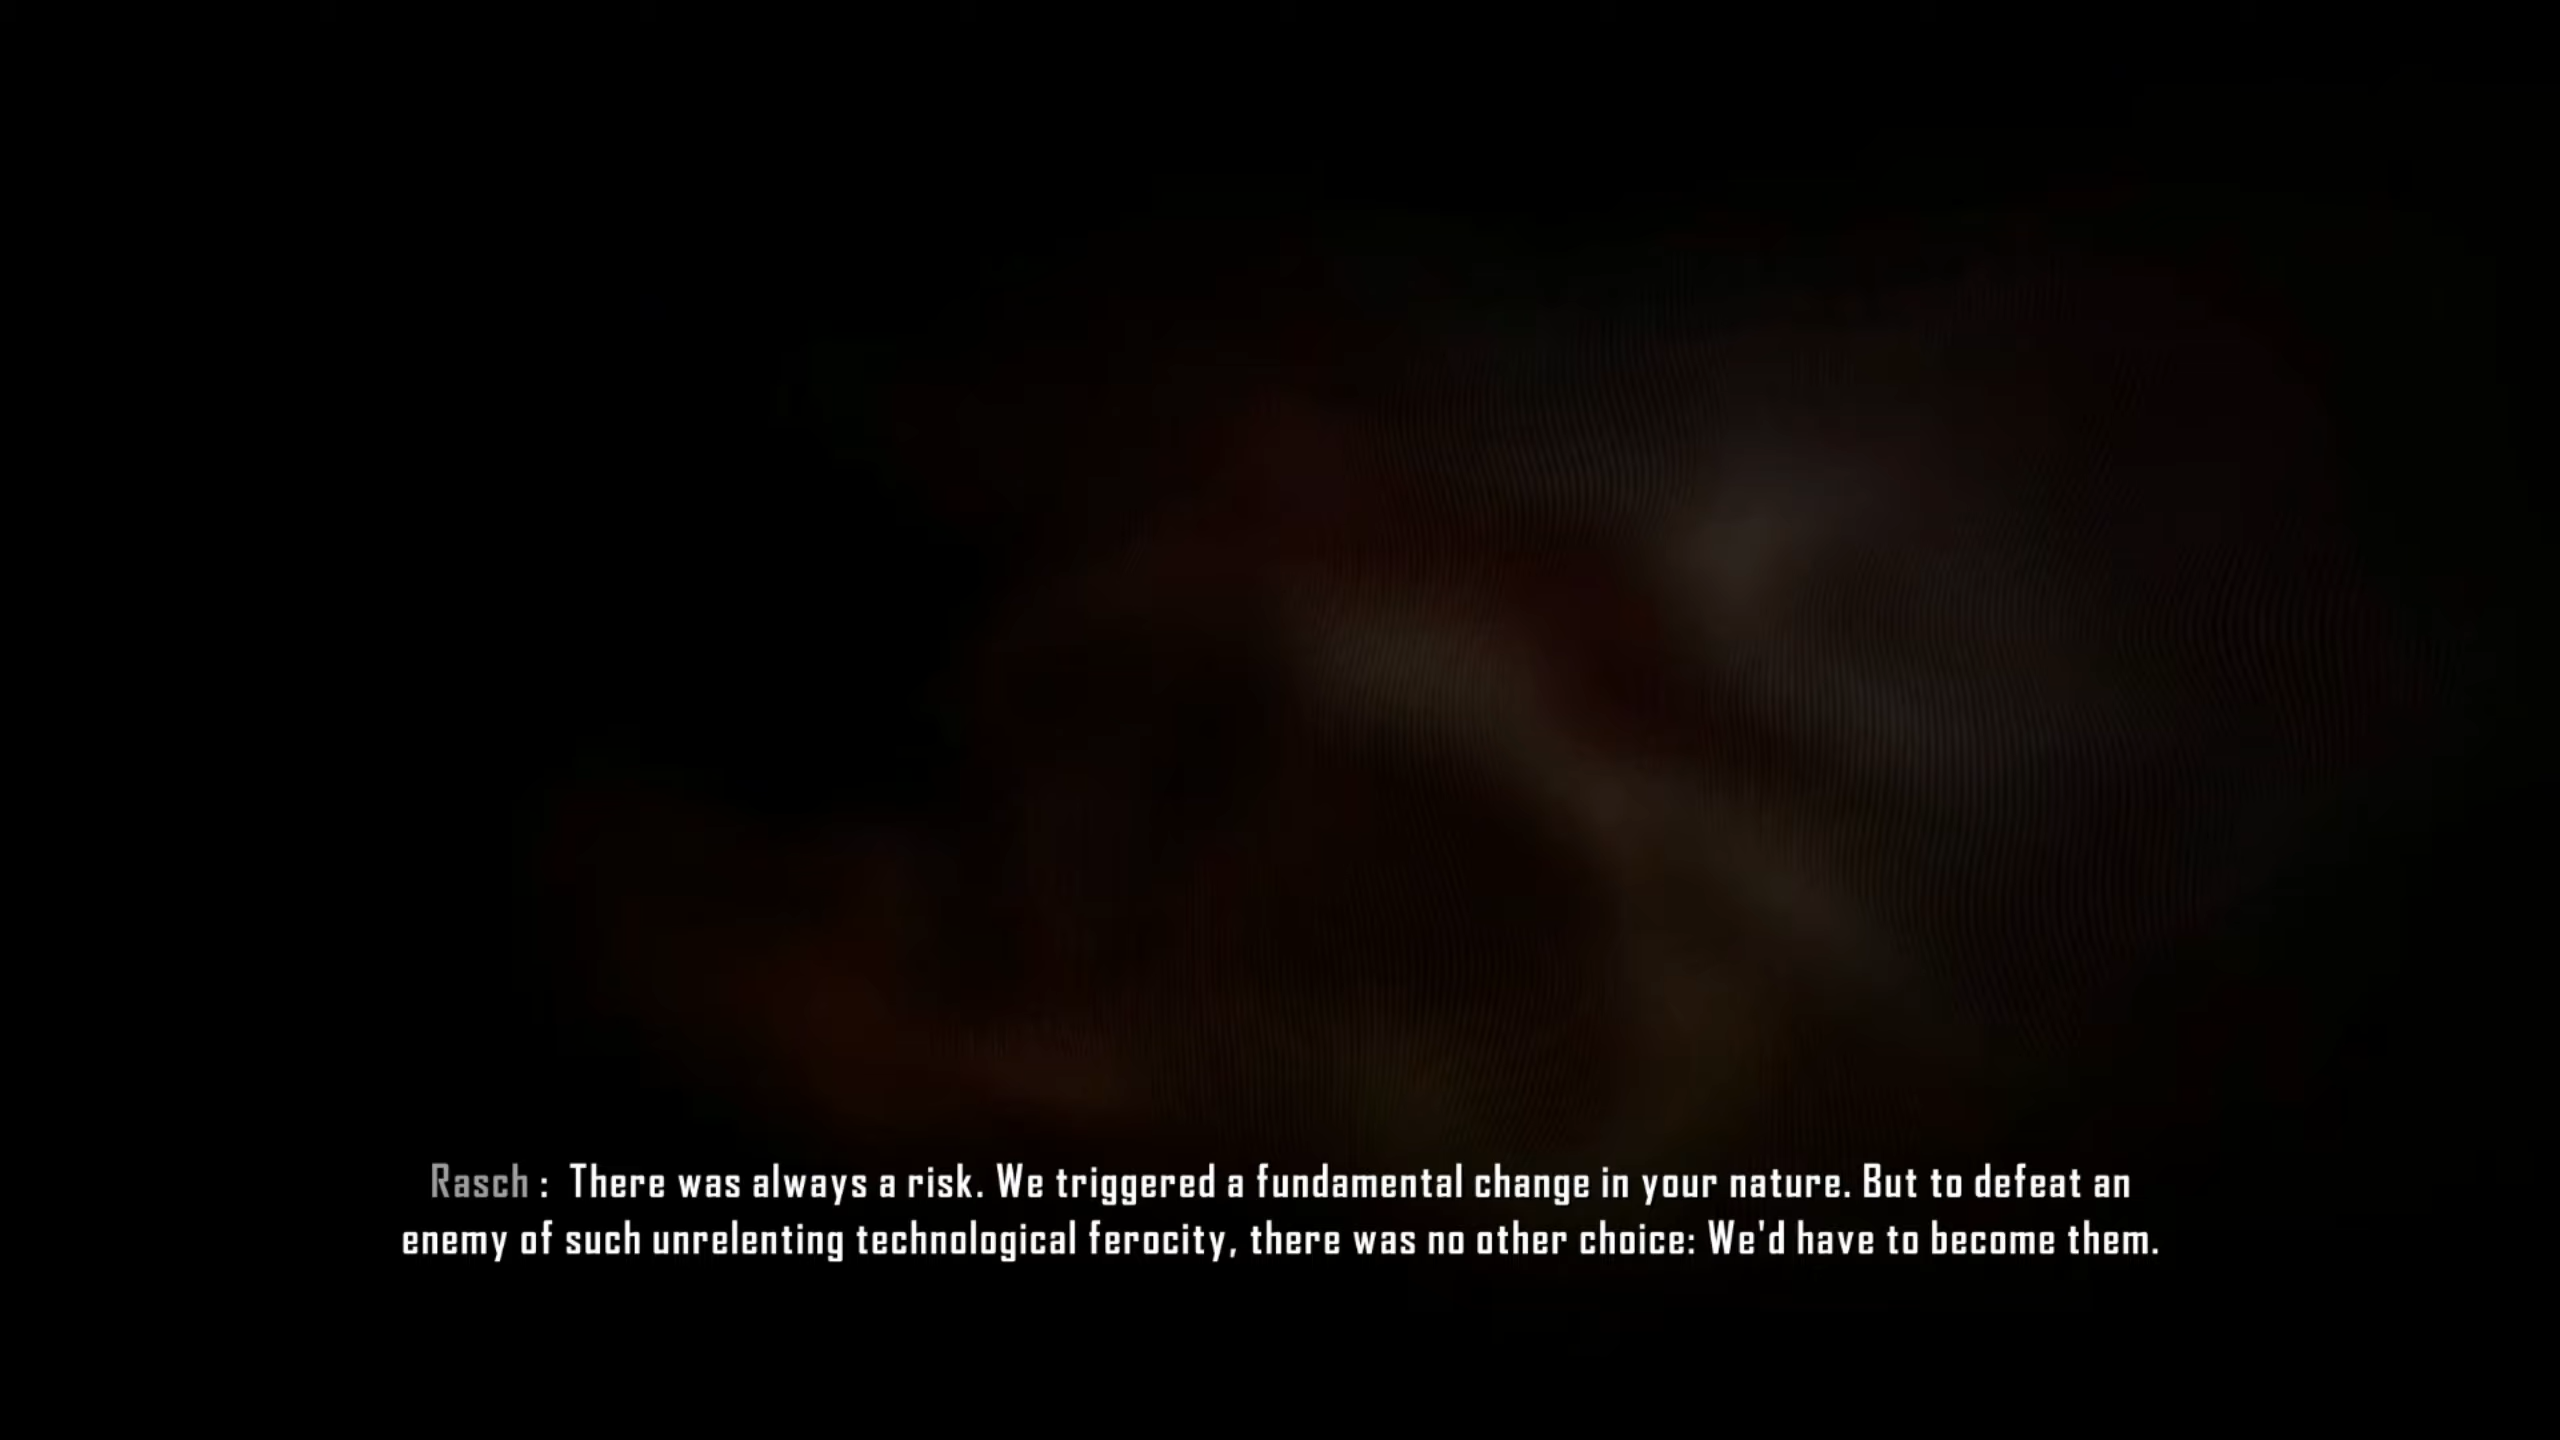 Rasch : There was always a risk. We triggered a fundamental change in your nature. But to defeat an
enemy of such unrelenting technological ferocity, there was no other choice: We'd have to become them.